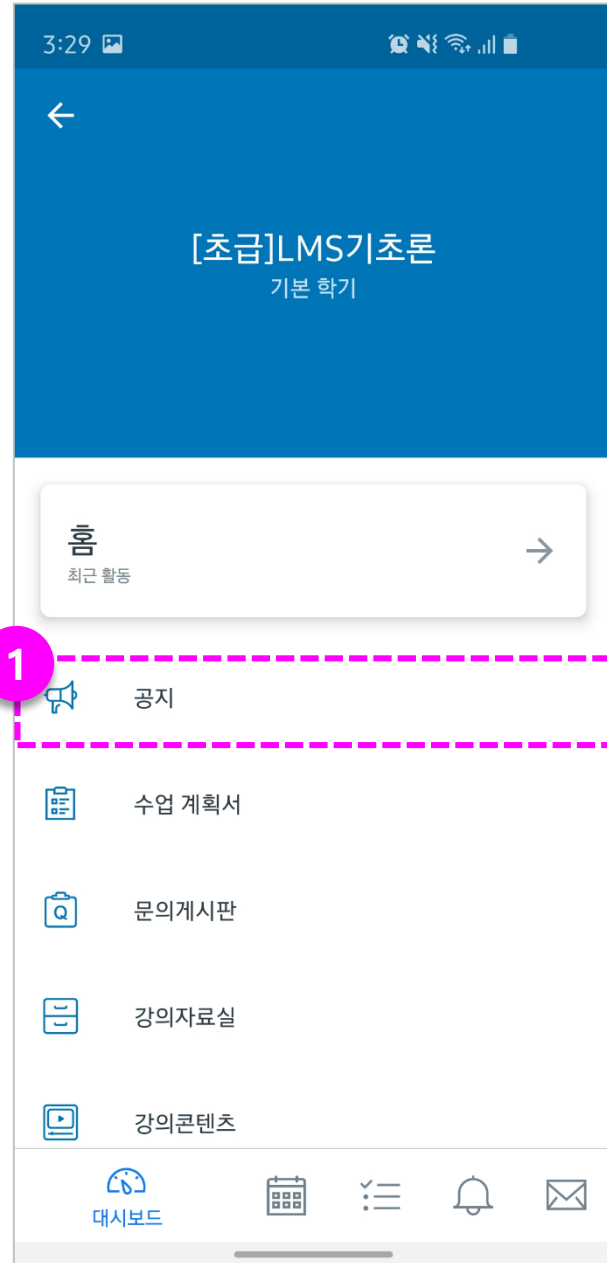 3:29
[초급]LMS기초론
기본 학기
홈
최근 활동
1
공지
수업 계획서
문의게시판
Q
강의자료실
강의콘텐츠
대시보드